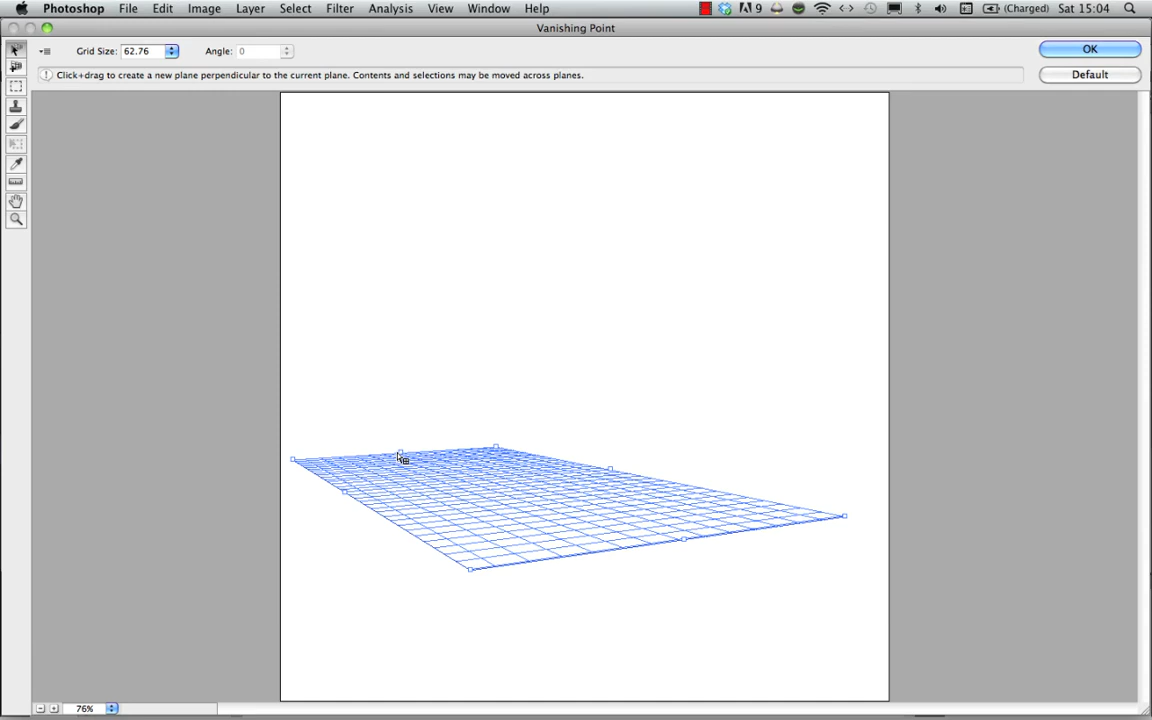 Photoshop File Edit Image Layer Select Filter Analysis View Window Help 9 (Charged) Sat 15:04
Vanishing Point
Grid Size: 62.76 Angle: 0 OK
Click+drag to create a new plane perpendicular to the current plane. Contents and selections may be moved across planes. Default
76%